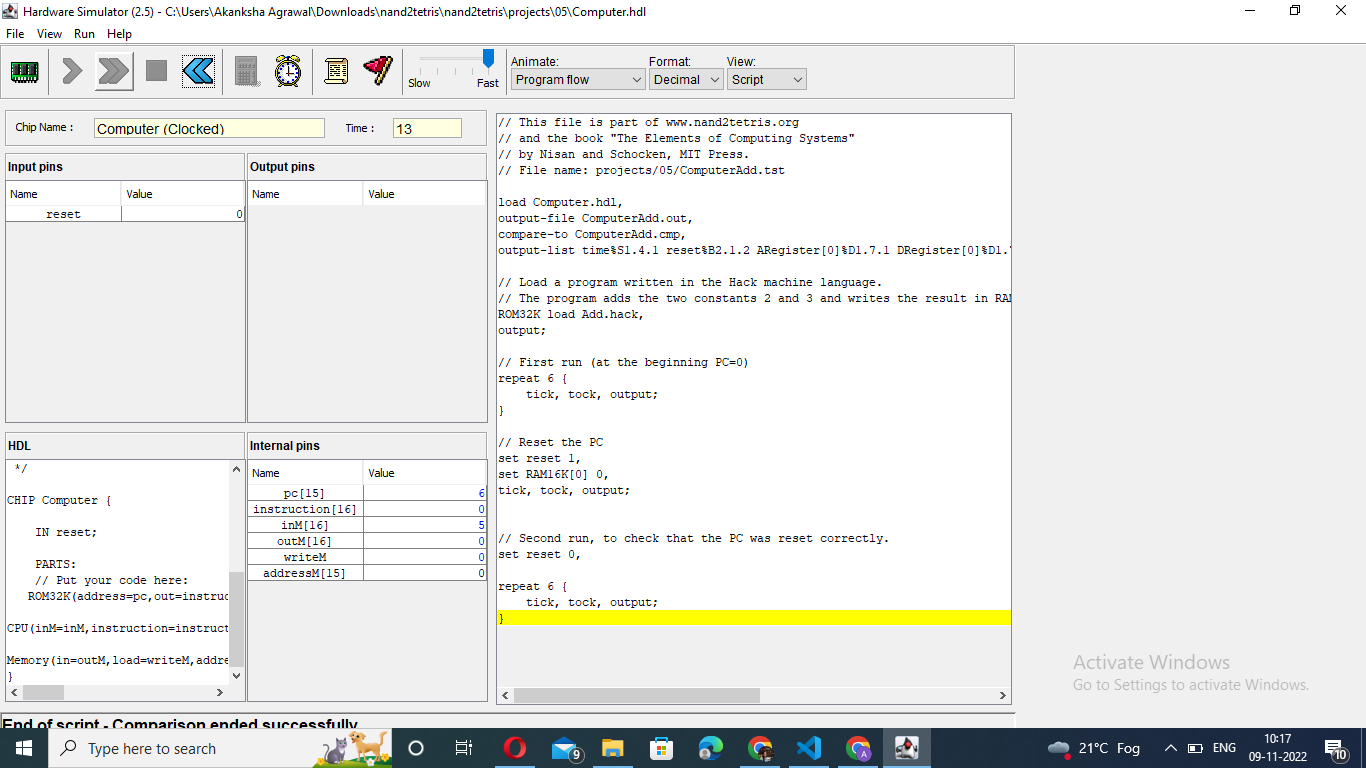 Hardware Simulator (2.5) - C:\Users\Akanksha Agrawal\Downloads\nand2tetris\nand2tetris\projects\05\Computer.hdl
File View Run Help
Slow Fast
Animate: Format: View:
Program flow Decimal Script
Chip Name : Computer (Clocked) Time : 13
Input pins
Name Value
reset 0
Output pins
Name Value
HDL
*/
CHIP Computer {
IN reset;
PARTS:
// Put your code here:
ROM32K(address=pc,out=instruc
CPU(inM=inM,instruction=instruct
Memory(in=outM,load=writeM,addre
}
Internal pins
Name Value
pc[15] 6
instruction[16] 0
inM[16] 5
outM[16] 0
writeM 0
addressM[15] 0
// This file is part of www.nand2tetris.org
// and the book "The Elements of Computing Systems"
// by Nisan and Schocken, MIT Press.
// File name: projects/05/ComputerAdd.tst
load Computer.hdl,
output-file ComputerAdd.out,
compare-to ComputerAdd.cmp,
output-list time%S1.4.1 reset%B2.1.2 ARegister[0]%D1.7.1 DRegister[0]%D1.
// Load a program written in the Hack machine language.
// The program adds the two constants 2 and 3 and writes the result in RA
ROM32K load Add.hack,
output;
// First run (at the beginning PC=0)
repeat 6 {
tick, tock, output;
}
// Reset the PC
set reset 1,
set RAM16K[0] 0,
tick, tock, output;
// Second run, to check that the PC was reset correctly.
set reset 0,
repeat 6 {
tick, tock, output;
}
Activate Windows
Go to Settings to activate Windows.
End of script - Comparison ended successfully
Type here to search
9
A
21°C Fog
ENG
10:17
09-11-2022
10